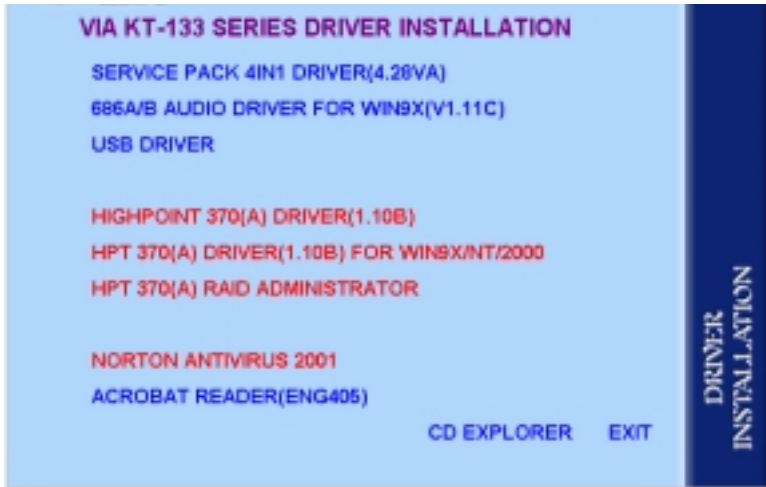 VIA KT-133 SERIES DRIVER INSTALLATION
SERVICE PACK 4IN1 DRIVER(4.28VA)
686A/B AUDIO DRIVER FOR WIN9X(V1.11C)
USB DRIVER
HIGHPOINT 370(A) DRIVER(1.10B)
HPT 370(A) DRIVER(1.10B) FOR WIN9X/NT/2000
HPT 370(A) RAID ADMINISTRATOR
NORTON ANTIVIRUS 2001
ACROBAT READER(ENG405)
CD EXPLORER EXIT
DRIVER
INSTALLATION